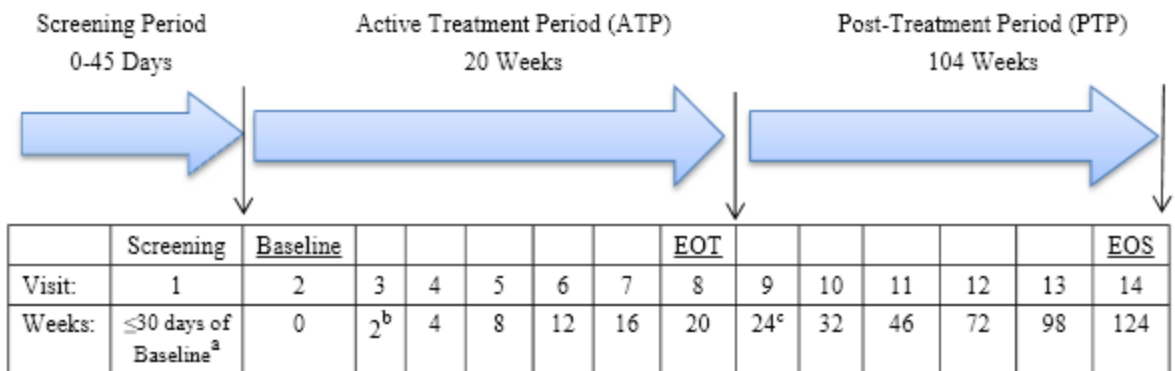 Screening Period Active Treatment Period (ATP) Post-Treatment Period (PTP)
0-45 Days 20 Weeks 104 Weeks
Screening Baseline EOT EOS
Visit: 1 2 3 4 5 6 7 8 9 10 11 12 13 14
Weeks: ≤30 days of 0 2b 4 8 12 16 20 24c 32 46 72 98 124
Baselinea